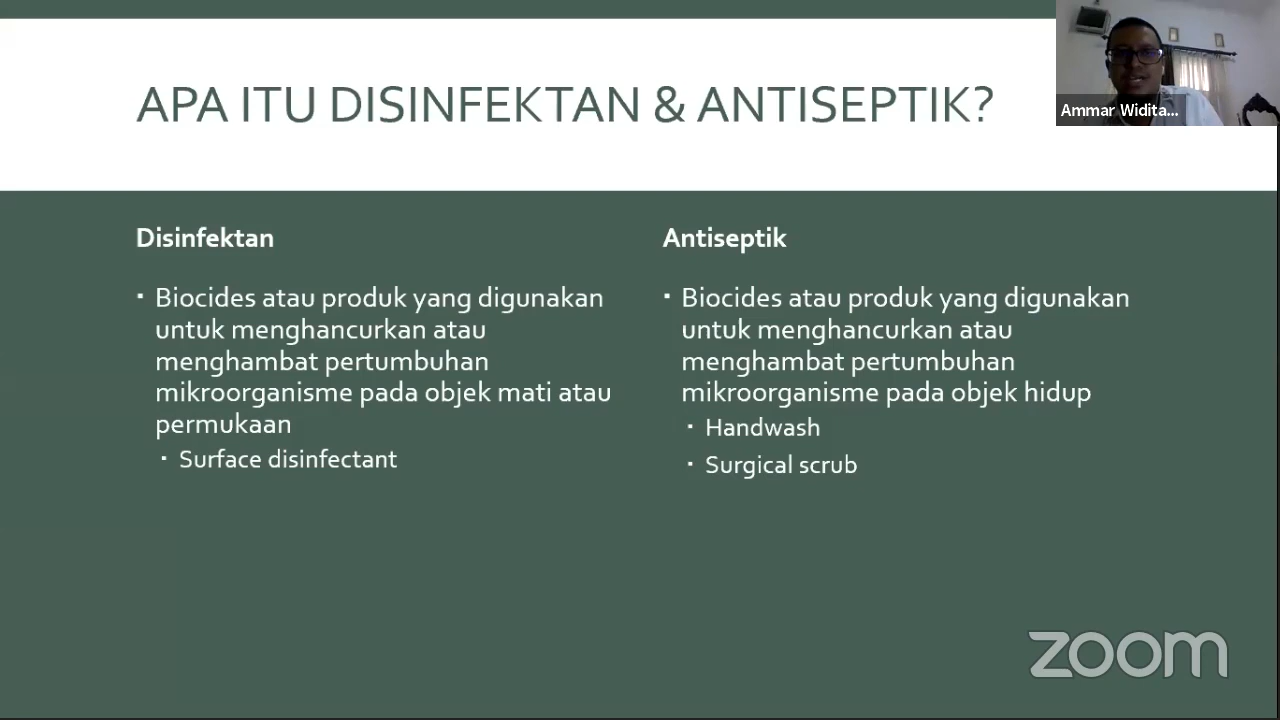 APA ITU DISINFEKTAN & ANTISEPTIK?
Ammar Widita...
Disinfektan
Biocides atau produk yang digunakan
untuk menghancurkan atau
menghambat pertumbuhan
mikroorganisme pada objek mati atau
permukaan
Surface disinfectant
Antiseptik
Biocides atau produk yang digunakan
untuk menghancurkan atau
menghambat pertumbuhan
mikroorganisme pada objek hidup
Handwash
Surgical scrub
zoom